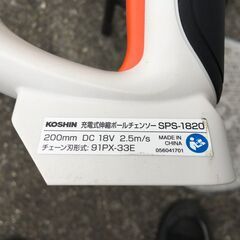 KOSHIN 充電式伸縮ポールチェンソー SPS-1820
200mm DC 18V 2.5m/s
チェーン刃形式: 91PX-33E
MADE IN
CHINA
056041701